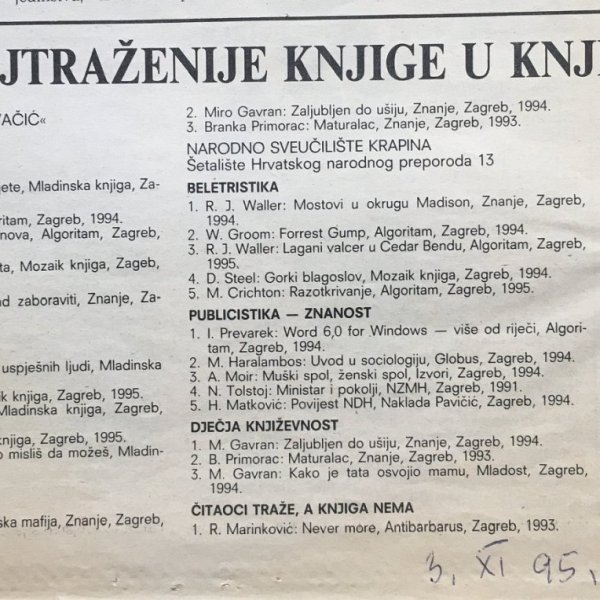 JTRAŽENIJE KNJIGE U KNJI
AČIĆ«
jete, Mladinska knjiga, Za-
ritam, Zagreb, 1994.
nova, Algoritam, Zagreb,
ta, Mozaik knjiga, Zageb,
d zaboraviti, Znanje, Za-
uspješnih ljudi, Mladinska
ik knjiga, Zagreb, 1995.
Mladinska knjiga, Zagreb,
knjiga, Zagreb, 1995.
o misliš da možeš, Mladin-
ska mafija, Znanje, Zagreb,
2. Miro Gavran: Zaljubljen do ušiju, Znanje, Zagreb, 1994.
3. Branka Primorac: Maturalac, Znanje, Zagreb, 1993.
NARODNO SVEUČILIŠTE KRAPINA
Šetalište Hrvatskog narodnog preporoda 13
BELETRISTIKA
1. R. J. Waller: Mostovi u okrugu Madison, Znanje, Zagreb,
1994.
2. W. Groom: Forrest Gump, Algoritam, Zagreb, 1994.
3. R. J. Waller: Lagani valcer u Cedar Bendu, Algoritam, Zagreb,
1995.
4. D. Steel: Gorki blagoslov, Mozaik knjiga, Zagreb, 1994.
5. M. Crichton: Razotkrivanje, Algoritam, Zagreb, 1995.
PUBLICISTIKA — ZNANOST
1. I. Prevarek: Word 6,0 for Windows — više od riječi, Algori-
tam, Zagreb, 1994.
2. M. Haralambos: Uvod u sociologiju, Globus, Zagreb, 1994.
3. A. Moir: Muški spol, ženski spol, Izvori, Zagreb, 1994.
4. N. Tolstoj: Ministar i pokolji, NZMH, Zagreb, 1991.
5. H. Matković: Povijest NDH, Naklada Pavičić, Zagreb, 1994.
DJEČJA KNJIŽEVNOST
1. M. Gavran: Zaljubljen do ušiju, Znanje, Zagreb, 1994.
2. B. Primorac: Maturalac, Znanje, Zagreb, 1993.
3. M. Gavran: Kako je tata osvojio mamu, Mladost, Zagreb,
1994.
ČITAOCI TRAŽE, A KNJIGA NEMA
1. R. Marinković: Never more, Antibarbarus, Zagreb, 1993.
3. XI 95.